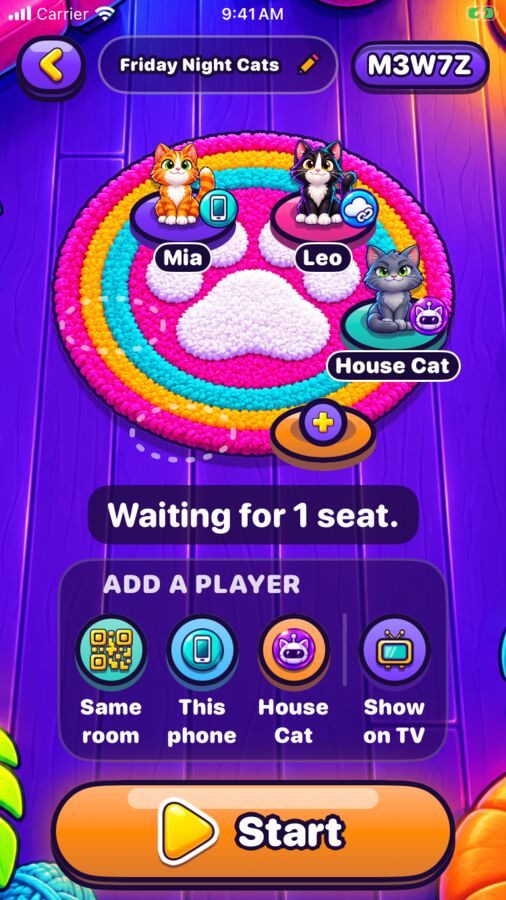 Carrier 9:41 AM
Friday Night Cats
M3W7Z
Mia
Leo
House Cat
Waiting for 1 seat.
ADD A PLAYER
Same room
This phone
House Cat
Show on TV
Start